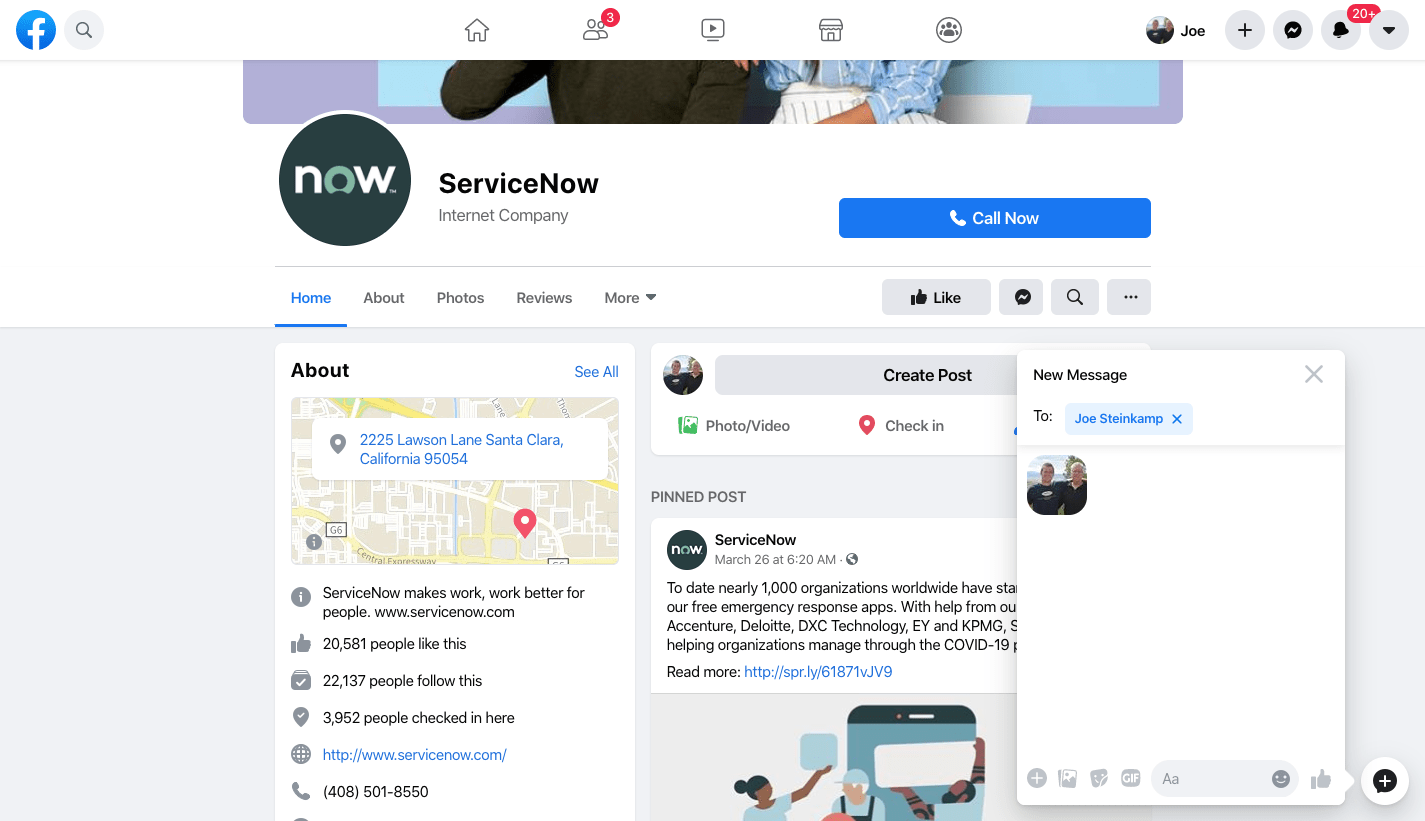 3
Joe
20+
now
TM
ServiceNow
Internet Company
Call Now
Home
About
Photos
Reviews
More
Like
About
See All
2225 Lawson Lane Santa Clara,
California 95054
G6
Central Expressway
ServiceNow makes work, work better for
people. www.servicenow.com
20,581 people like this
22,137 people follow this
3,952 people checked in here
http://www.servicenow.com/
(408) 501-8550
Create Post
Photo/Video
Check in
PINNED POST
now
ServiceNow
March 26 at 6:20 AM ·
To date nearly 1,000 organizations worldwide have
our free emergency response apps. With help from
Accenture, Deloitte, DXC Technology, EY and KPMG,
helping organizations manage through the COVID-19
Read more: http://spr.ly/61871vJV9
New Message
To:
Joe Steinkamp
GIF
Aa